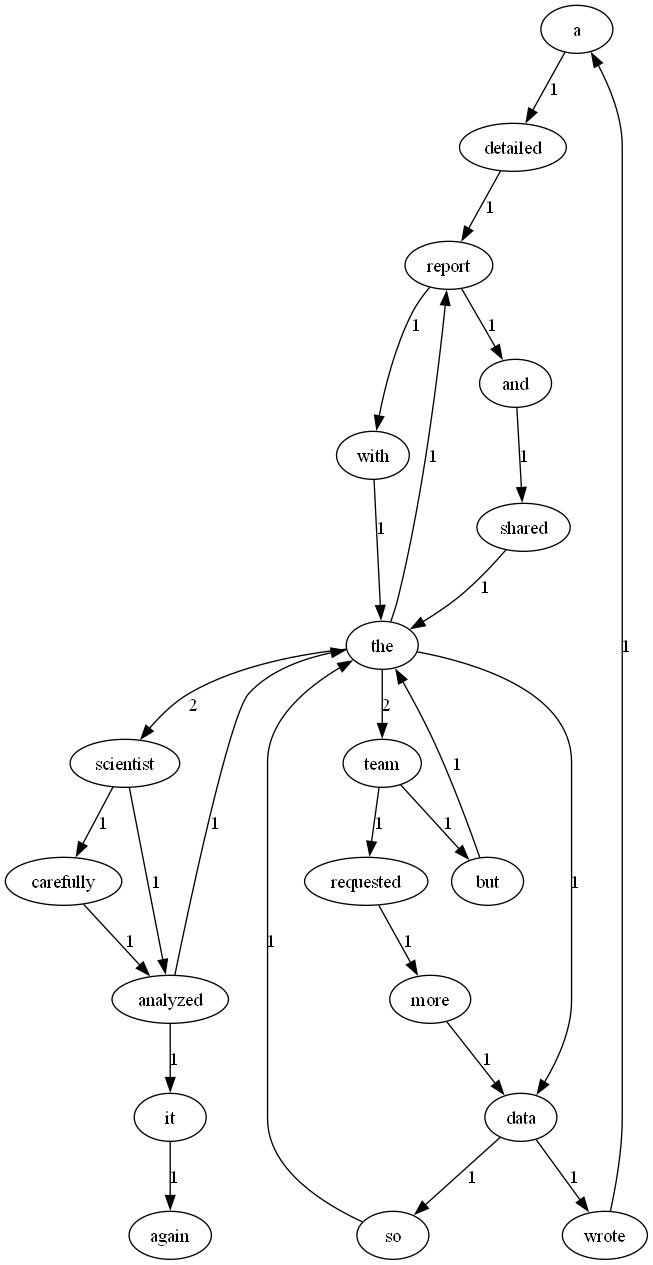 a
1
detailed
1
report
1 1
and
with 1 1
1 shared
1
the 1
2 2
scientist team 1
1 1 1 1 1
carefully requested but 1
1 1 1
analyzed more
1 1
it data
1 1 1
again so wrote